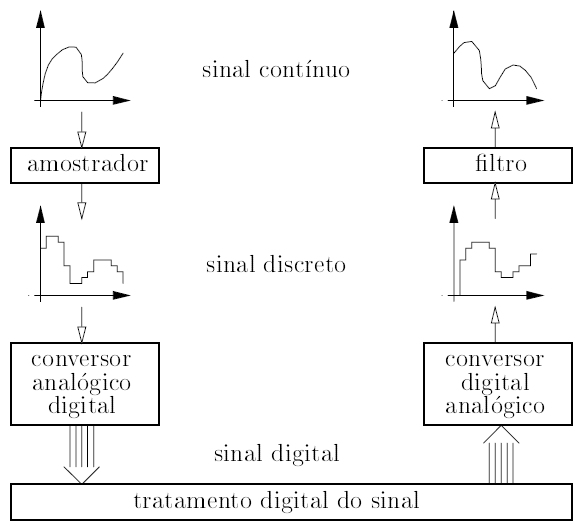 sinal contínuo
amostrador
filtro
sinal discreto
conversor
analógico
digital
conversor
digital
analógico
sinal digital
tratamento digital do sinal